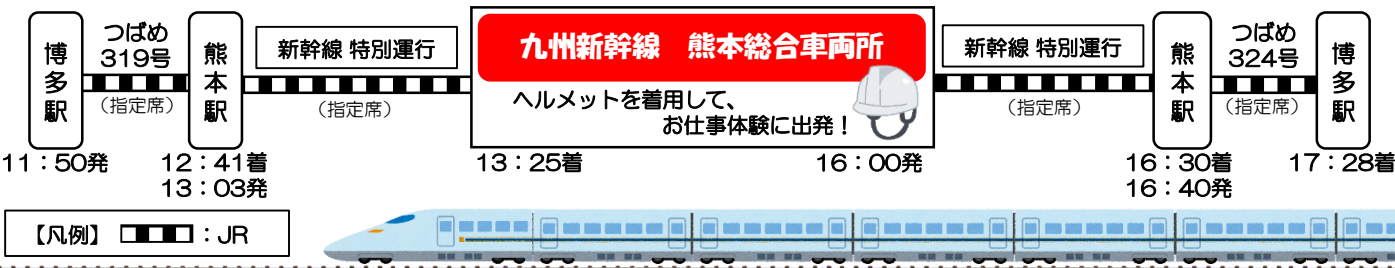 博多駅
11:50発
つばめ
319号
(指定席)
熊本駅
12:41着
13:03発
新幹線 特別運行
(指定席)
九州新幹線 熊本総合車両所
ヘルメットを着用して、
お仕事体験に出発!
13:25着
16:00発
新幹線 特別運行
(指定席)
熊本駅
16:30着
16:40発
つばめ
324号
(指定席)
博多駅
17:28着
【凡例】 :JR